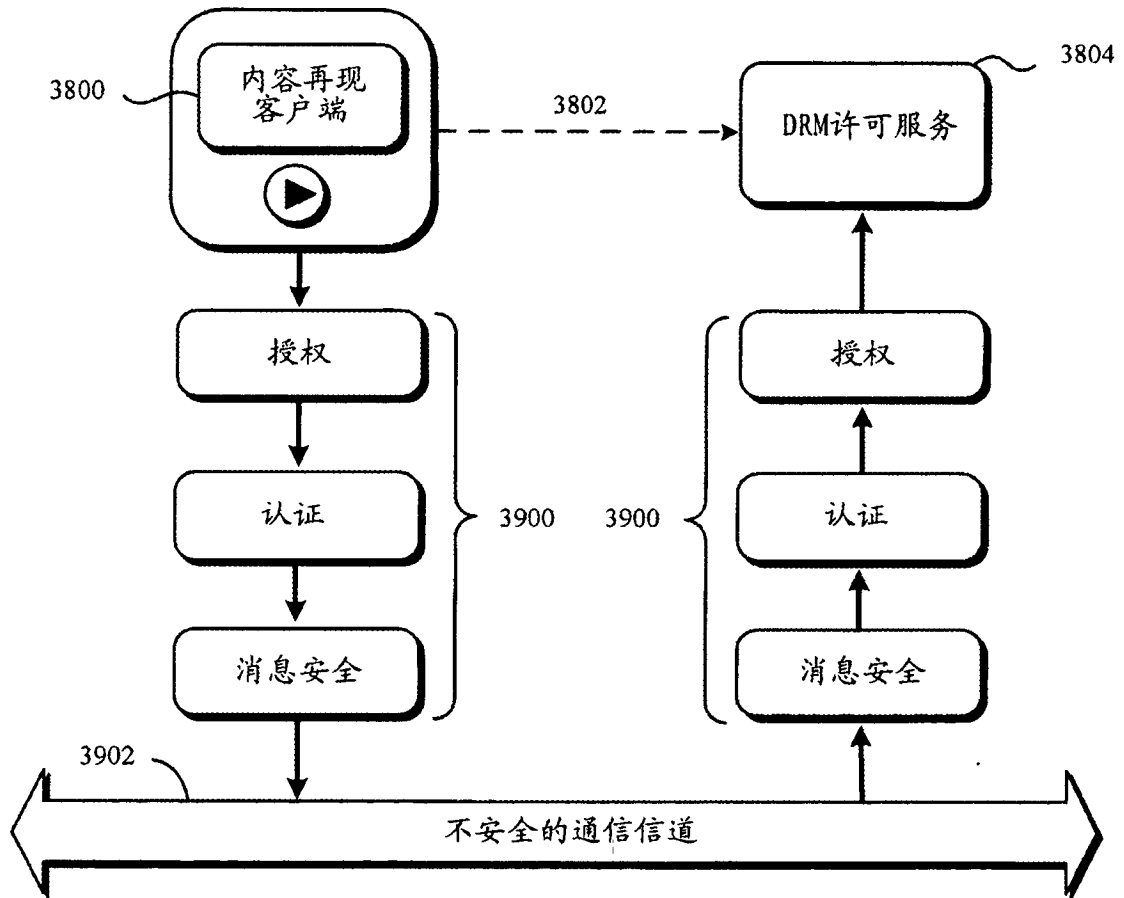 3800
内容再现
客户端
3802
3804
DRM许可服务
授权
授权
认证
3900
3900
认证
消息安全
消息安全
3902
不安全的通信信道